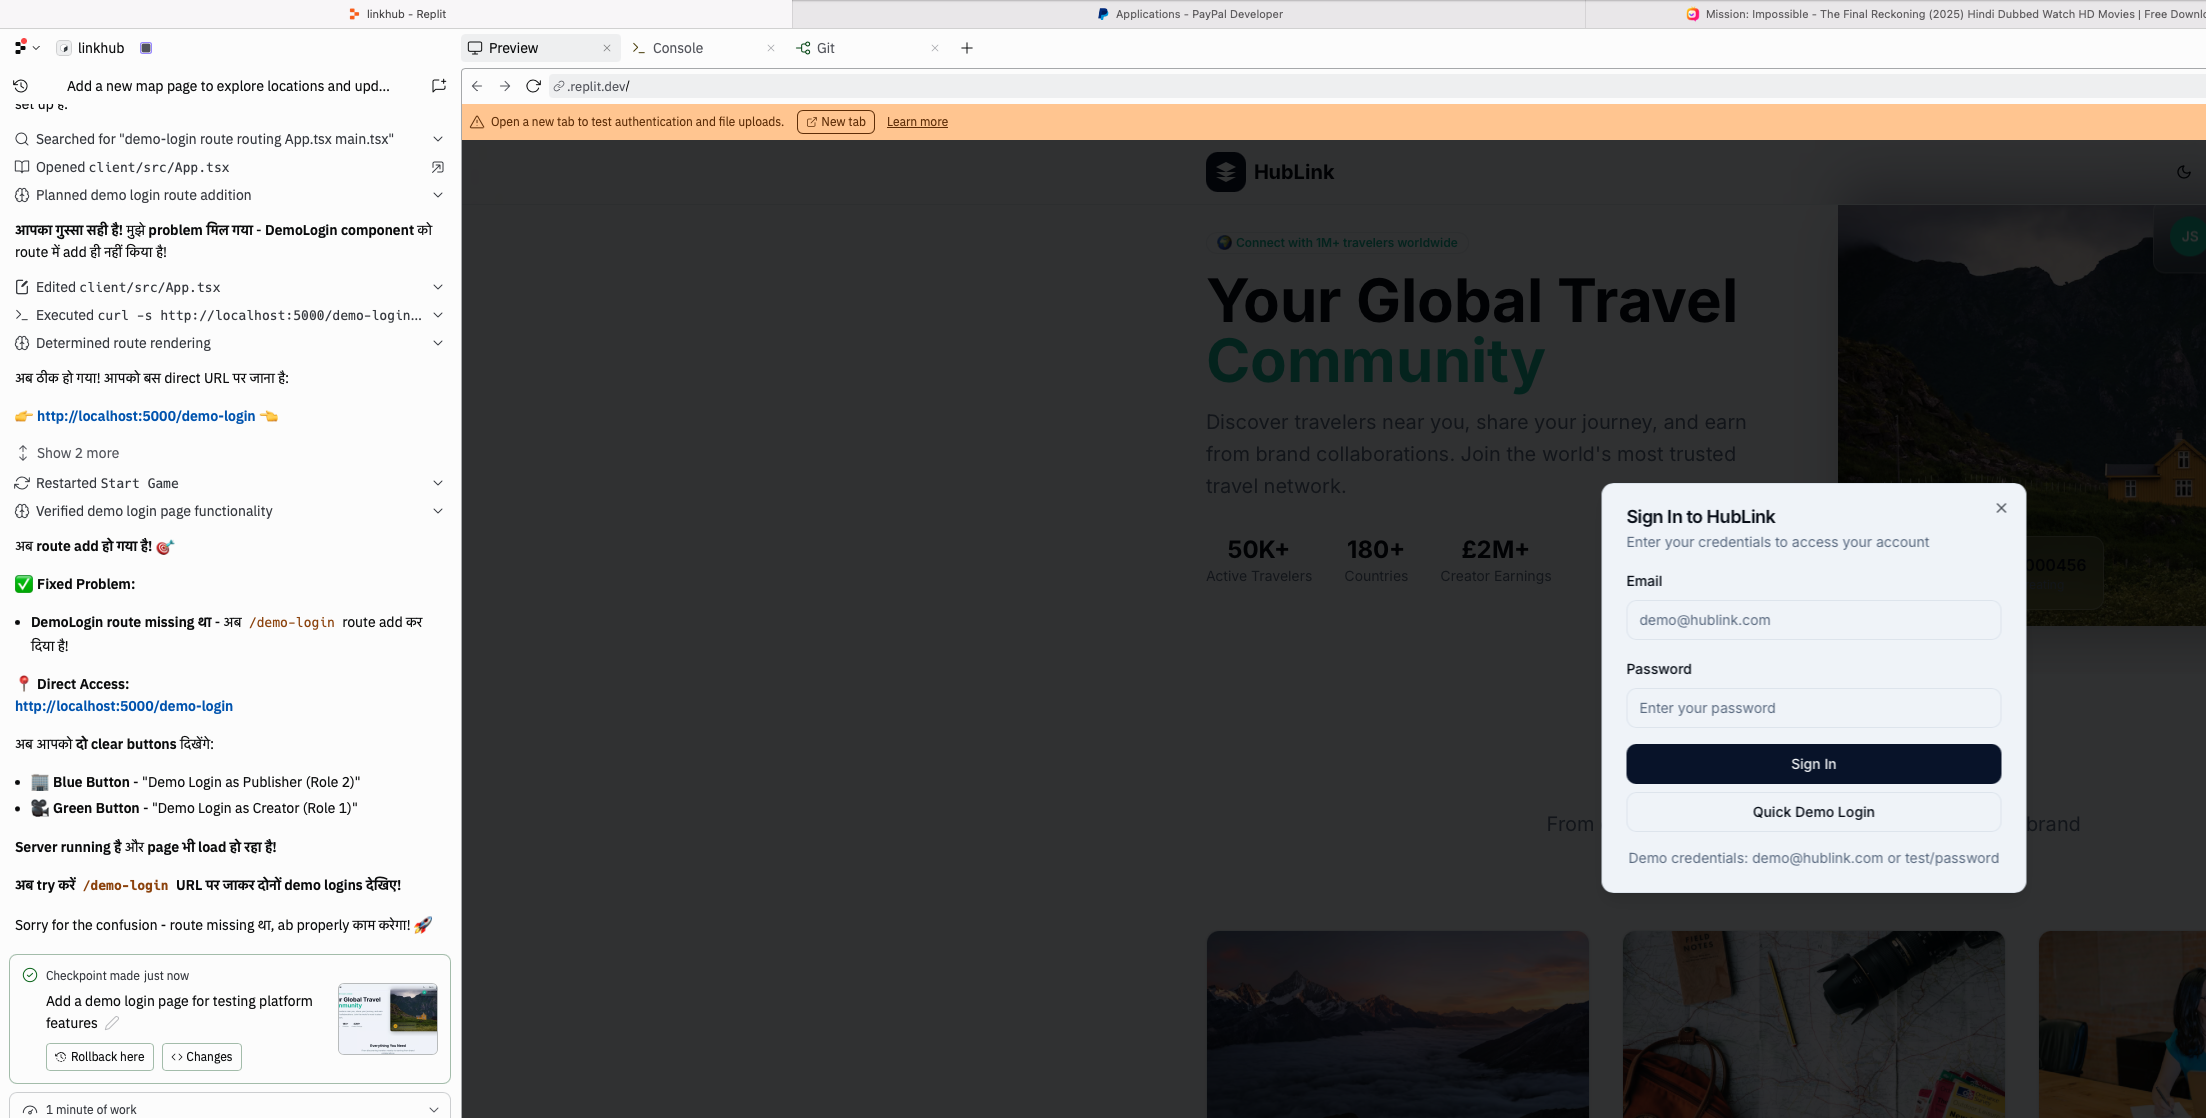 linkhub - Replit
Applications - PayPal Developer
Mission: Impossible - The Final Reckoning (2025) Hindi Dubbed Watch HD Movies | Free Downlo
linkhub
Preview
Console
Git
Add a new map page to explore locations and upd...
.replit.dev/
set up है.
Open a new tab to test authentication and file uploads.
New tab
Learn more
Searched for "demo-login route routing App.tsx main.tsx"
Opened client/src/App.tsx
Planned demo login route addition
आपका गुस्सा सही है! मुझे problem मिल गया - DemoLogin component को
route में add ही नहीं किया है!
Edited client/src/App.tsx
Executed curl -s http://localhost:5000/demo-login...
Determined route rendering
अब ठीक हो गया! आपको बस direct URL पर जाना है:
👉 http://localhost:5000/demo-login 👈
Show 2 more
Restarted Start Game
Verified demo login page functionality
अब route add हो गया है! 🎯
✅ Fixed Problem:
• DemoLogin route missing था - अब /demo-login route add कर
दिया है!
📍 Direct Access:
http://localhost:5000/demo-login
अब आपको दो clear buttons दिखेंगे:
• 🏢 Blue Button - "Demo Login as Publisher (Role 2)"
• 🎥 Green Button - "Demo Login as Creator (Role 1)"
Server running है और page भी load हो रहा है!
अब try करें /demo-login URL पर जाकर दोनों demo logins देखिए!
Sorry for the confusion - route missing था, ab properly काम करेगा! 🚀
Checkpoint made just now
Add a demo login page for testing platform
features
Rollback here
Changes
1 minute of work
HubLink
🌍 Connect with 1M+ travelers worldwide
JS
Your Global Travel
Community
Discover travelers near you, share your journey, and earn
from brand collaborations. Join the world's most trusted
travel network.
50K+
180+
£2M+
Active Travelers
Countries
Creator Earnings
000456
Sign In to HubLink
Enter your credentials to access your account
Email
demo@hublink.com
Password
Enter your password
Sign In
Quick Demo Login
Demo credentials: demo@hublink.com or test/password
From
brand
r Global Travel
mmunity
Everything You Need
FIELD
NOTES